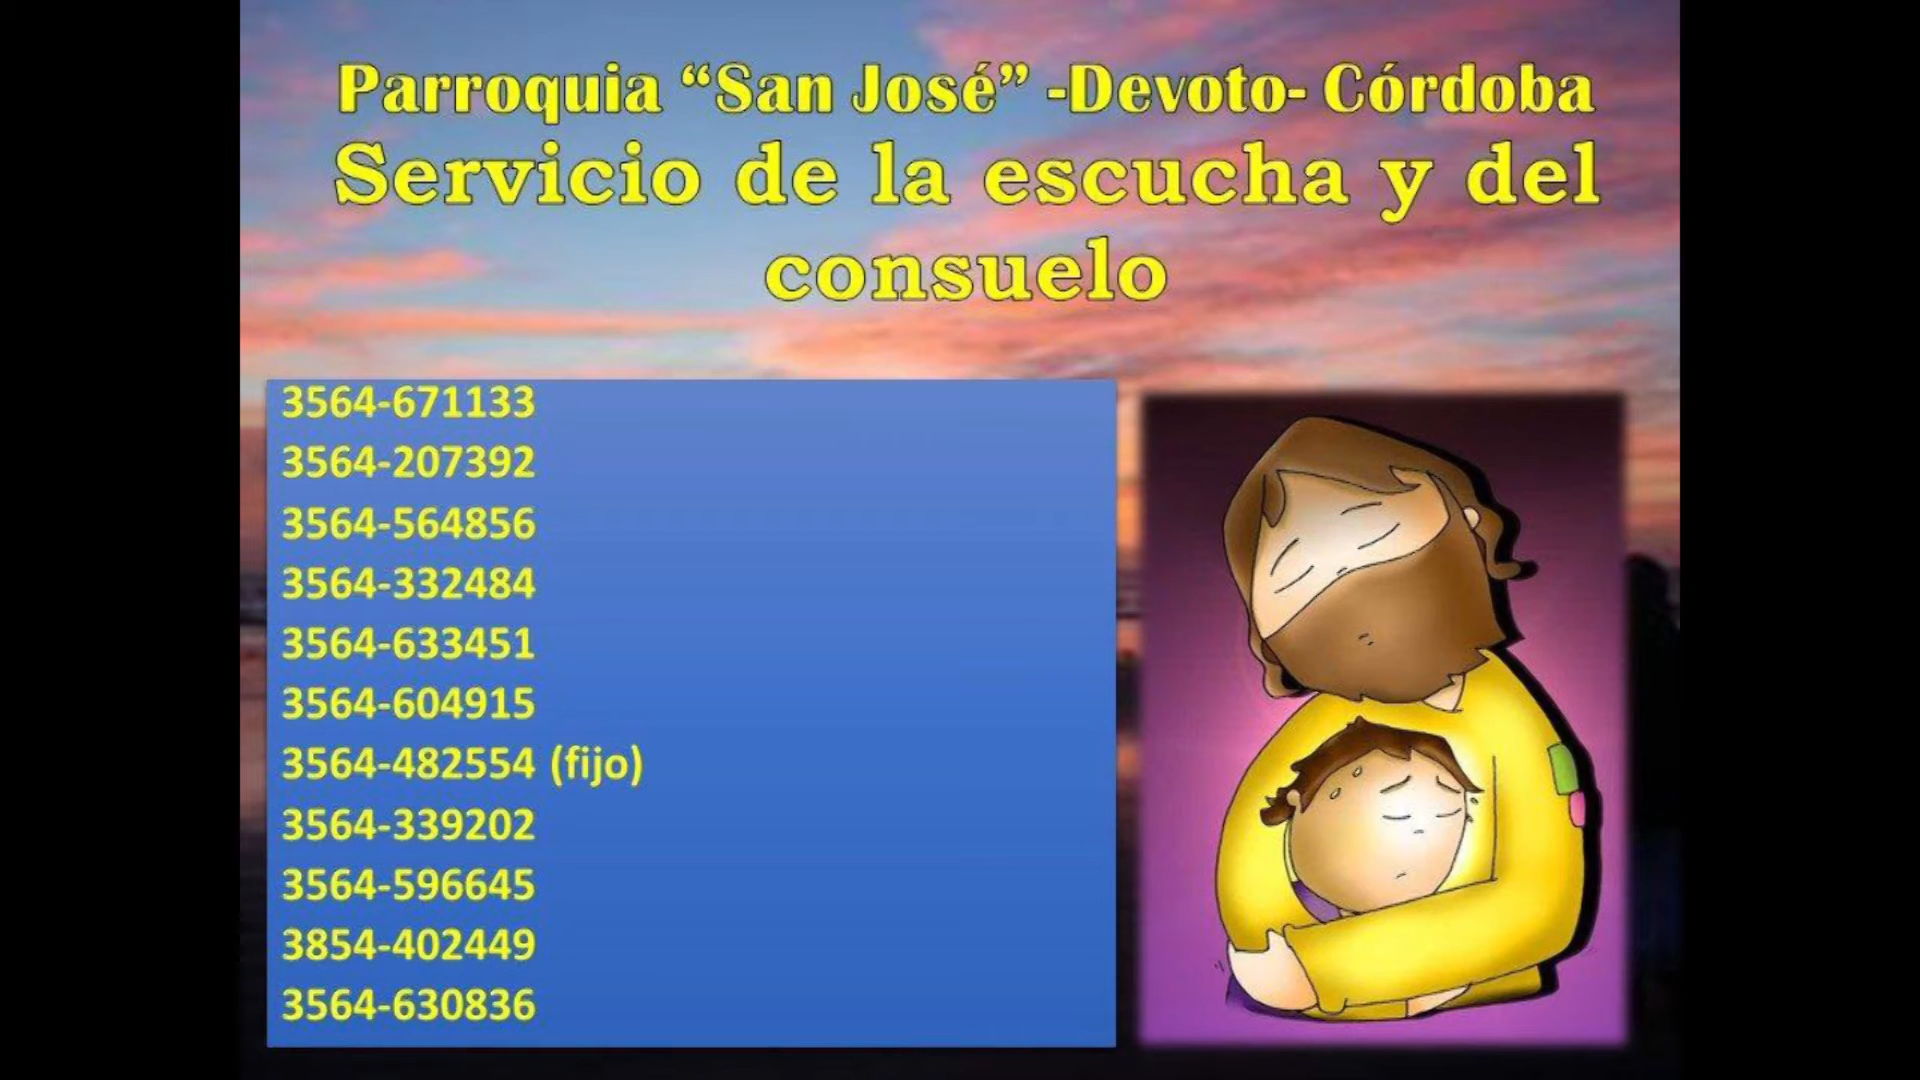 Parroquia “San José” -Devoto- Córdoba
Servicio de la escucha y del
consuelo
3564-671133
3564-207392
3564-564856
3564-332484
3564-633451
3564-604915
3564-482554 (fijo)
3564-339202
3564-596645
3854-402449
3564-630836